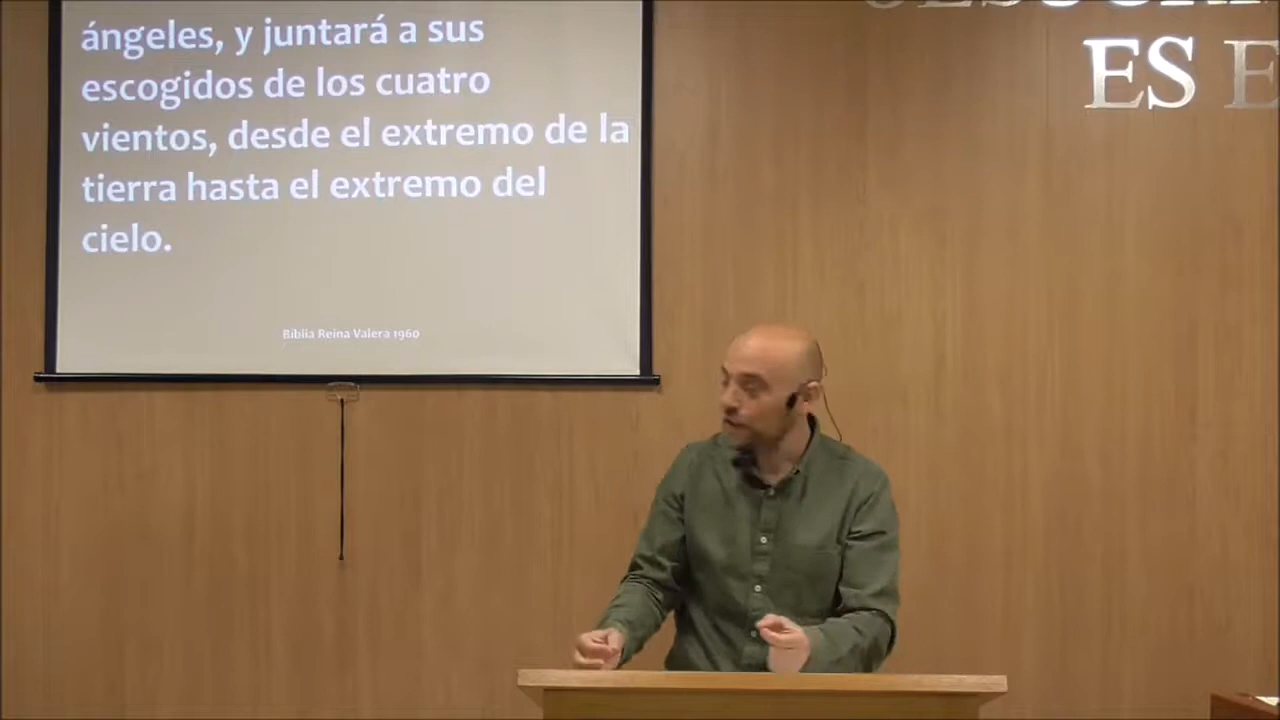 ángeles, y juntará a sus
escogidos de los cuatro
vientos, desde el extremo de la
tierra hasta el extremo del
cielo.
Biblia Reina Valera 1960
ES E